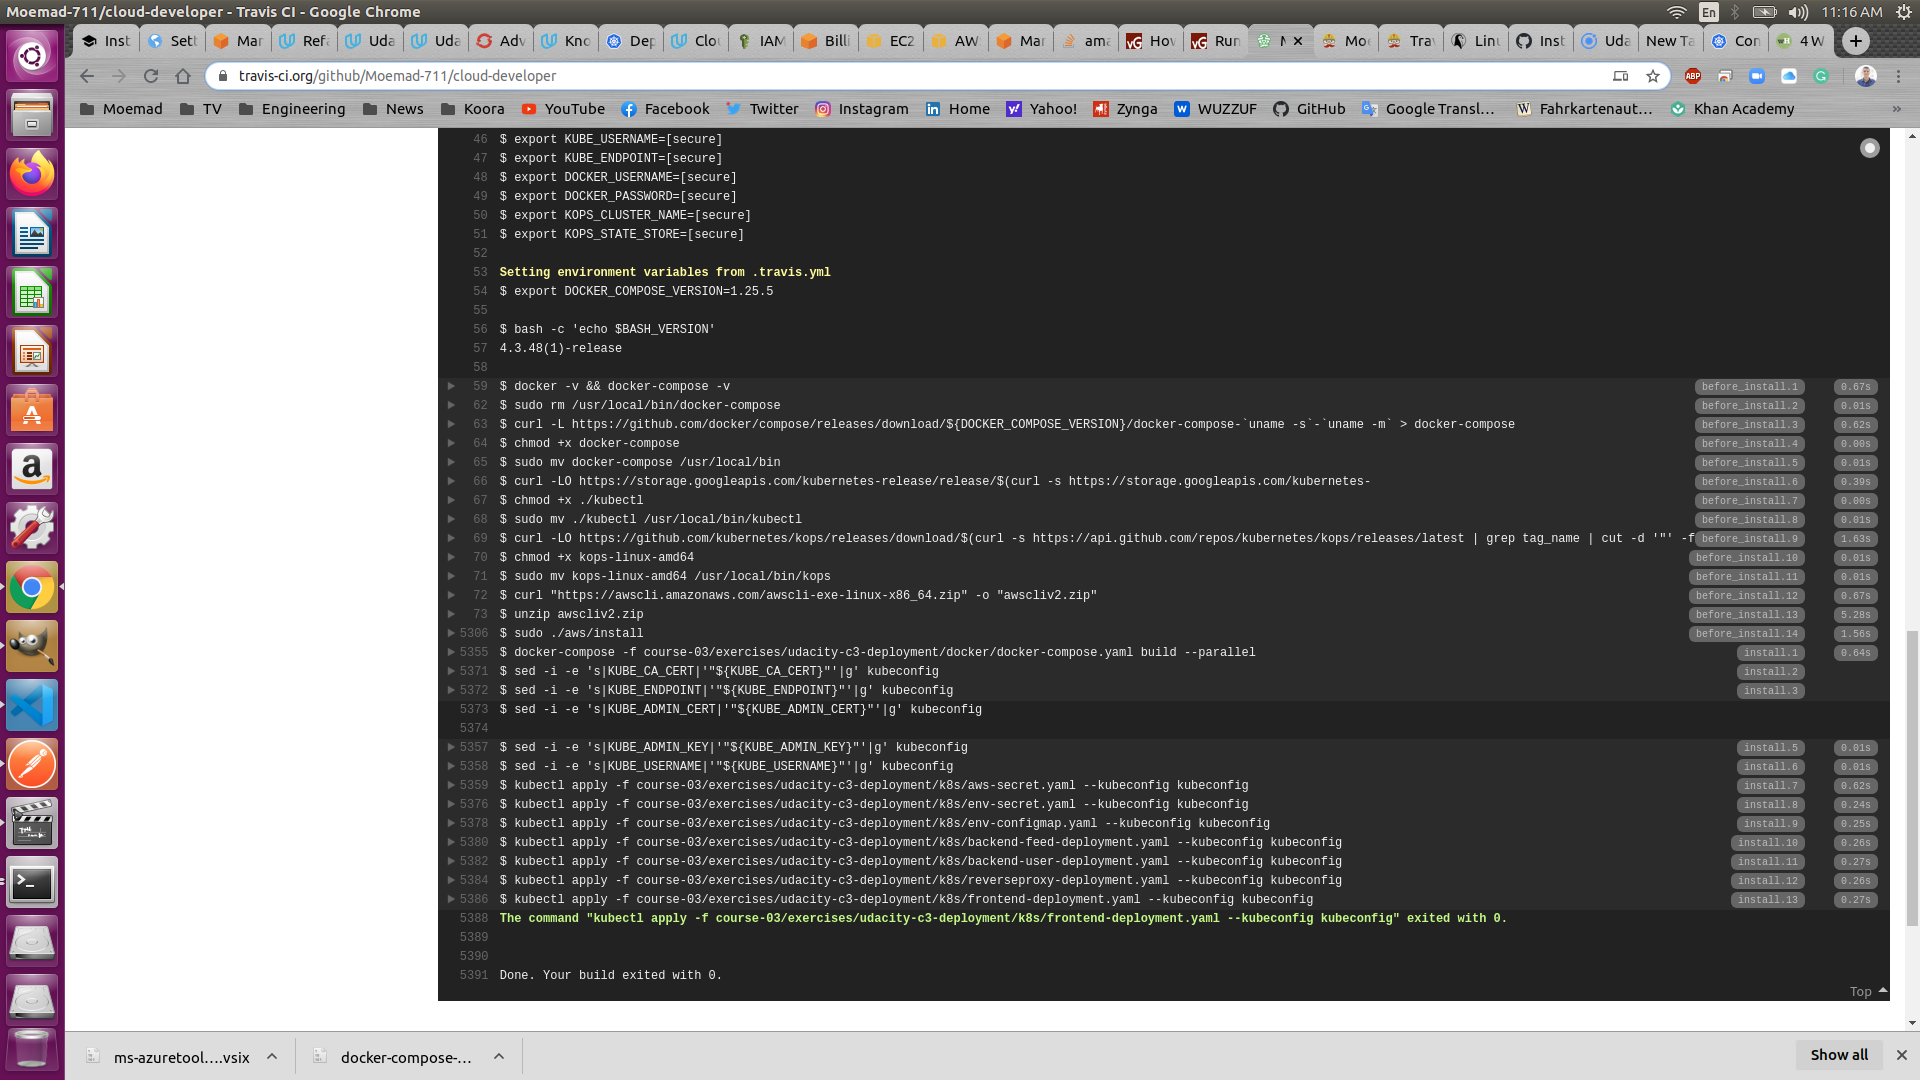 Moemad-711/cloud-developer - Travis CI - Google Chrome
En
11:16 AM
Inst
Sett
Mar
Refa
Uda
Uda
Adv
Kno
Dep
Clou
IAM
Billi
EC2
AW
Mar
ama
Hov
Run
Moe
Trav
Linu
Inst
Uda
New Ta
Con
4 W
travis-ci.org/github/Moemad-711/cloud-developer
ABP
Moemad
TV
Engineering
News
Koora
YouTube
Facebook
Twitter
Instagram
Home
Yahoo!
Zynga
WUZZUF
GitHub
Google Transl...
Fahrkartenaut...
Khan Academy
»
46 $ export KUBE_USERNAME=[secure]
47 $ export KUBE_ENDPOINT=[secure]
48 $ export DOCKER_USERNAME=[secure]
49 $ export DOCKER_PASSWORD=[secure]
50 $ export KOPS_CLUSTER_NAME=[secure]
51 $ export KOPS_STATE_STORE=[secure]
52
53 Setting environment variables from .travis.yml
54 $ export DOCKER_COMPOSE_VERSION=1.25.5
55
56 $ bash -c 'echo $BASH_VERSION'
57 4.3.48(1)-release
58
59 $ docker -v && docker-compose -v before_install.1 0.67s
62 $ sudo rm /usr/local/bin/docker-compose before_install.2 0.01s
63 $ curl -L https://github.com/docker/compose/releases/download/${DOCKER_COMPOSE_VERSION}/docker-compose-`uname -s`-`uname -m` > docker-compose before_install.3 0.62s
64 $ chmod +x docker-compose before_install.4 0.00s
65 $ sudo mv docker-compose /usr/local/bin before_install.5 0.01s
66 $ curl -LO https://storage.googleapis.com/kubernetes-release/release/$(curl -s https://storage.googleapis.com/kubernetes- before_install.6 0.39s
67 $ chmod +x ./kubectl before_install.7 0.00s
68 $ sudo mv ./kubectl /usr/local/bin/kubectl before_install.8 0.01s
69 $ curl -LO https://github.com/kubernetes/kops/releases/download/$(curl -s https://api.github.com/repos/kubernetes/kops/releases/latest | grep tag_name | cut -d '"' -f before_install.9 1.63s
70 $ chmod +x kops-linux-amd64 before_install.10 0.01s
71 $ sudo mv kops-linux-amd64 /usr/local/bin/kops before_install.11 0.01s
72 $ curl "https://awscli.amazonaws.com/awscli-exe-linux-x86_64.zip" -o "awscliv2.zip" before_install.12 0.67s
73 $ unzip awscliv2.zip before_install.13 5.28s
5306 $ sudo ./aws/install before_install.14 1.56s
5355 $ docker-compose -f course-03/exercises/udacity-c3-deployment/docker/docker-compose.yaml build --parallel install.1 0.64s
5371 $ sed -i -e 's|KUBE_CA_CERT|'"${KUBE_CA_CERT}"'|g' kubeconfig install.2
5372 $ sed -i -e 's|KUBE_ENDPOINT|'"${KUBE_ENDPOINT}"'|g' kubeconfig install.3
5373 $ sed -i -e 's|KUBE_ADMIN_CERT|'"${KUBE_ADMIN_CERT}"'|g' kubeconfig
5374
5357 $ sed -i -e 's|KUBE_ADMIN_KEY|'"${KUBE_ADMIN_KEY}"'|g' kubeconfig install.5 0.01s
5358 $ sed -i -e 's|KUBE_USERNAME|'"${KUBE_USERNAME}"'|g' kubeconfig install.6 0.01s
5359 $ kubectl apply -f course-03/exercises/udacity-c3-deployment/k8s/aws-secret.yaml --kubeconfig kubeconfig install.7 0.62s
5376 $ kubectl apply -f course-03/exercises/udacity-c3-deployment/k8s/env-secret.yaml --kubeconfig kubeconfig install.8 0.24s
5378 $ kubectl apply -f course-03/exercises/udacity-c3-deployment/k8s/env-configmap.yaml --kubeconfig kubeconfig install.9 0.25s
5380 $ kubectl apply -f course-03/exercises/udacity-c3-deployment/k8s/backend-feed-deployment.yaml --kubeconfig kubeconfig install.10 0.26s
5382 $ kubectl apply -f course-03/exercises/udacity-c3-deployment/k8s/backend-user-deployment.yaml --kubeconfig kubeconfig install.11 0.27s
5384 $ kubectl apply -f course-03/exercises/udacity-c3-deployment/k8s/reverseproxy-deployment.yaml --kubeconfig kubeconfig install.12 0.26s
5386 $ kubectl apply -f course-03/exercises/udacity-c3-deployment/k8s/frontend-deployment.yaml --kubeconfig kubeconfig install.13 0.27s
5388 The command "kubectl apply -f course-03/exercises/udacity-c3-deployment/k8s/frontend-deployment.yaml --kubeconfig kubeconfig" exited with 0.
5389
5390
5391 Done. Your build exited with 0.
Top
ms-azuretool....vsix
docker-compose-...
Show all